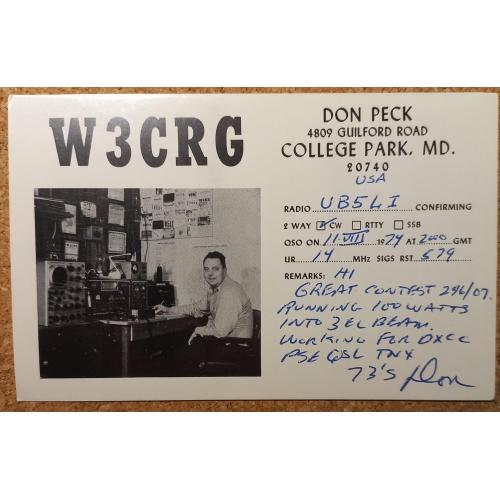 W3CRG
DON PECK
4809 GUILFORD ROAD
COLLEGE PARK, MD.
20740
USA
RADIO UB5LI CONFIRMING
2 WAY CW RTTY SSB
QSO ON 11-VIII 1974 AT 2000 GMT
UR 14 MHz SIGS RST 579
REMARKS: HI
GREAT CONTEST 246/07.
RUNNING 100 WATTS
INTO 3 EL BEAM.
WORKING FOR DXCC
PSE QSL TNX
73's Don